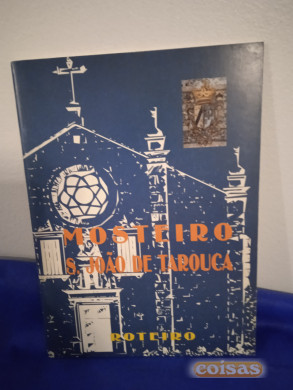 MOSTEIRO
S. JOÃO DE TAROUCA
ROTEIRO
coisas